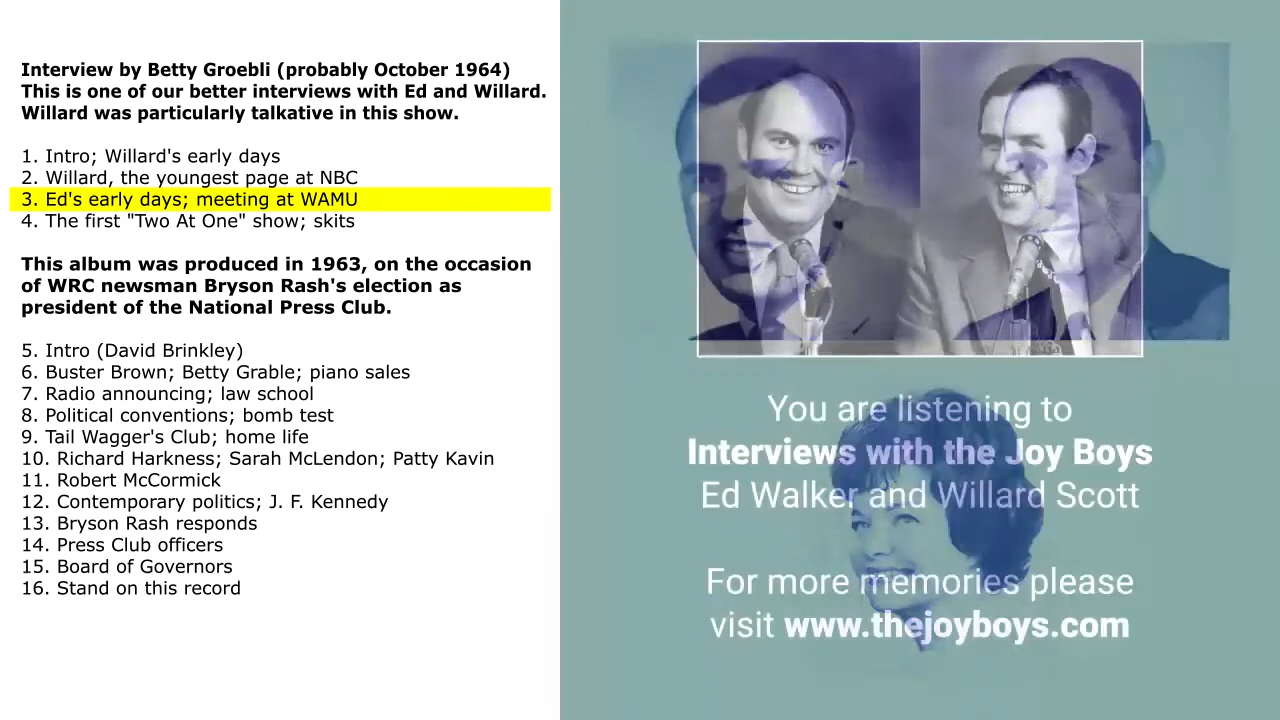 Interview by Betty Groebli (probably October 1964)
This is one of our better interviews with Ed and Willard.
Willard was particularly talkative in this show.
1. Intro; Willard's early days
2. Willard, the youngest page at NBC
3. Ed's early days; meeting at WAMU
4. The first "Two At One" show; skits
This album was produced in 1963, on the occasion
of WRC newsman Bryson Rash's election as
president of the National Press Club.
5. Intro (David Brinkley)
6. Buster Brown; Betty Grable; piano sales
7. Radio announcing; law school
8. Political conventions; bomb test
9. Tail Wagger's Club; home life
10. Richard Harkness; Sarah McLendon; Patty Kavin
11. Robert McCormick
12. Contemporary politics; J. F. Kennedy
13. Bryson Rash responds
14. Press Club officers
15. Board of Governors
16. Stand on this record
You are listening to
Interviews with the Joy Boys
Ed Walker and Willard Scott
For more memories please
visit www.thejoyboys.com